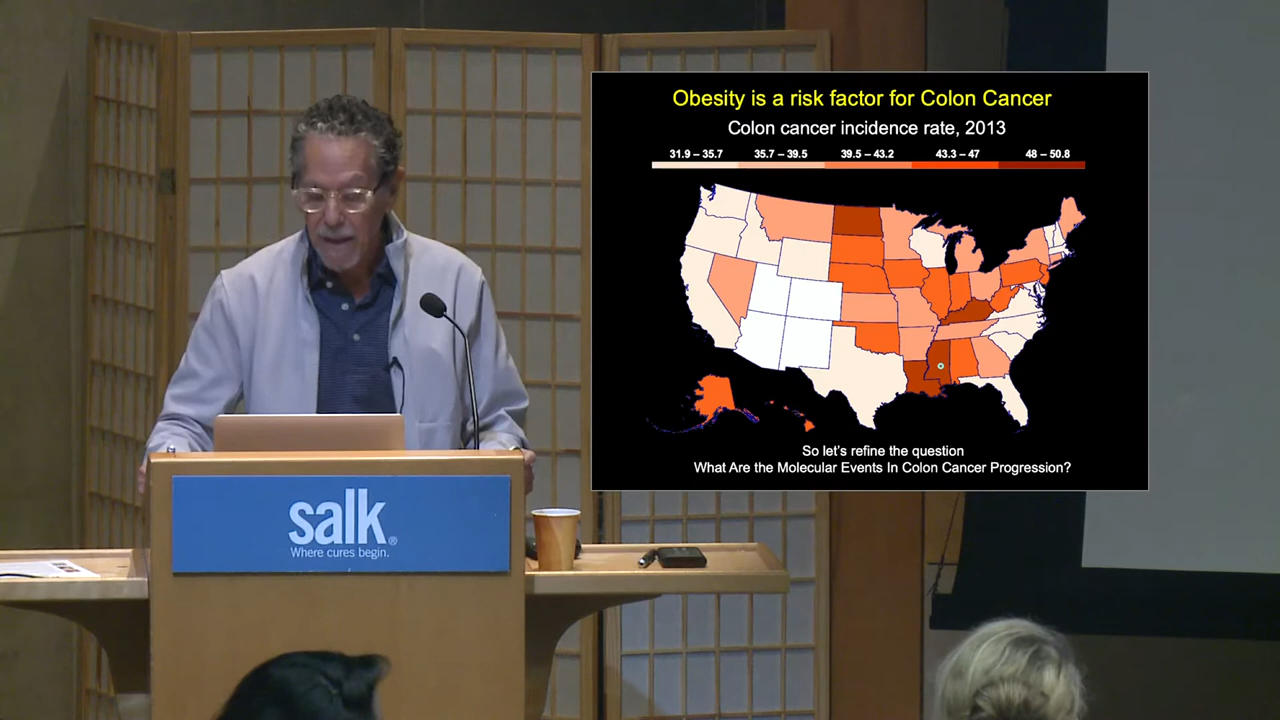 Obesity is a risk factor for Colon Cancer
Colon cancer incidence rate, 2013
31.9 – 35.7 35.7 – 39.5 39.5 – 43.2 43.3 – 47 48 – 50.8
So let's refine the question
What Are the Molecular Events In Colon Cancer Progression?
salk®
Where cures begin.